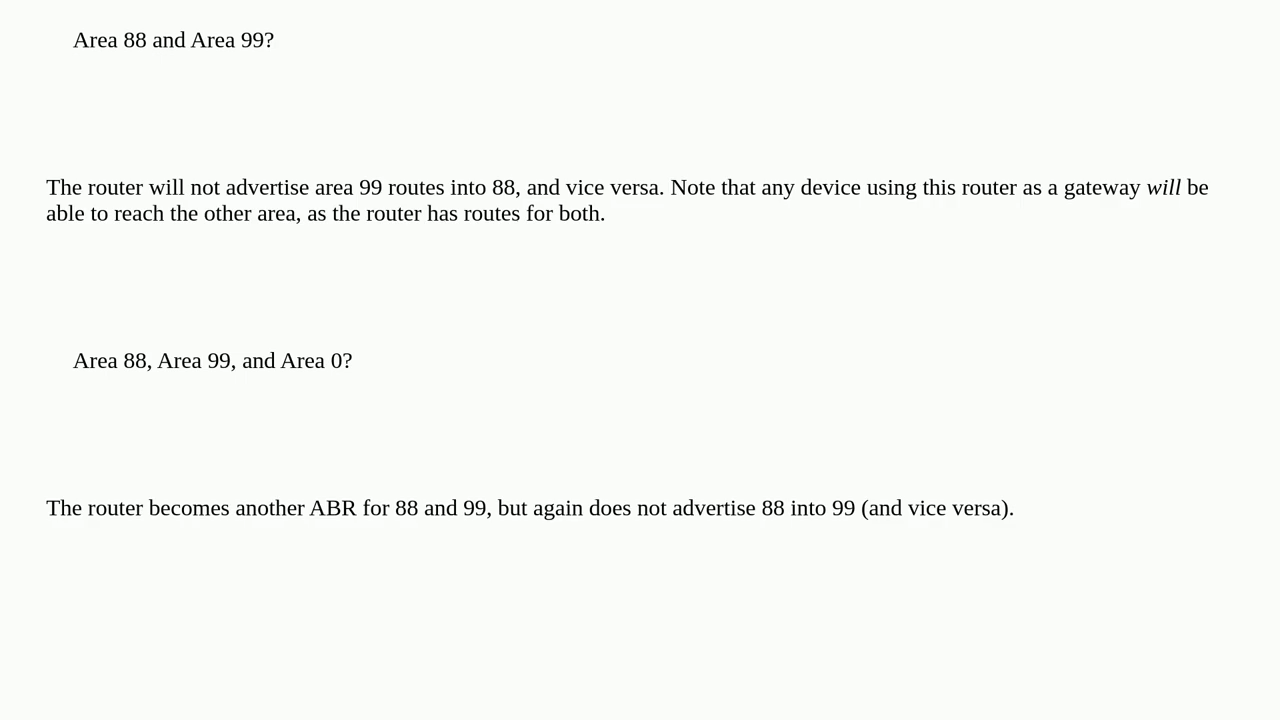 Area 88 and Area 99?
The router will not advertise area 99 routes into 88, and vice versa. Note that any device using this router as a gateway will be
able to reach the other area, as the router has routes for both.
Area 88, Area 99, and Area 0?
The router becomes another ABR for 88 and 99, but again does not advertise 88 into 99 (and vice versa).